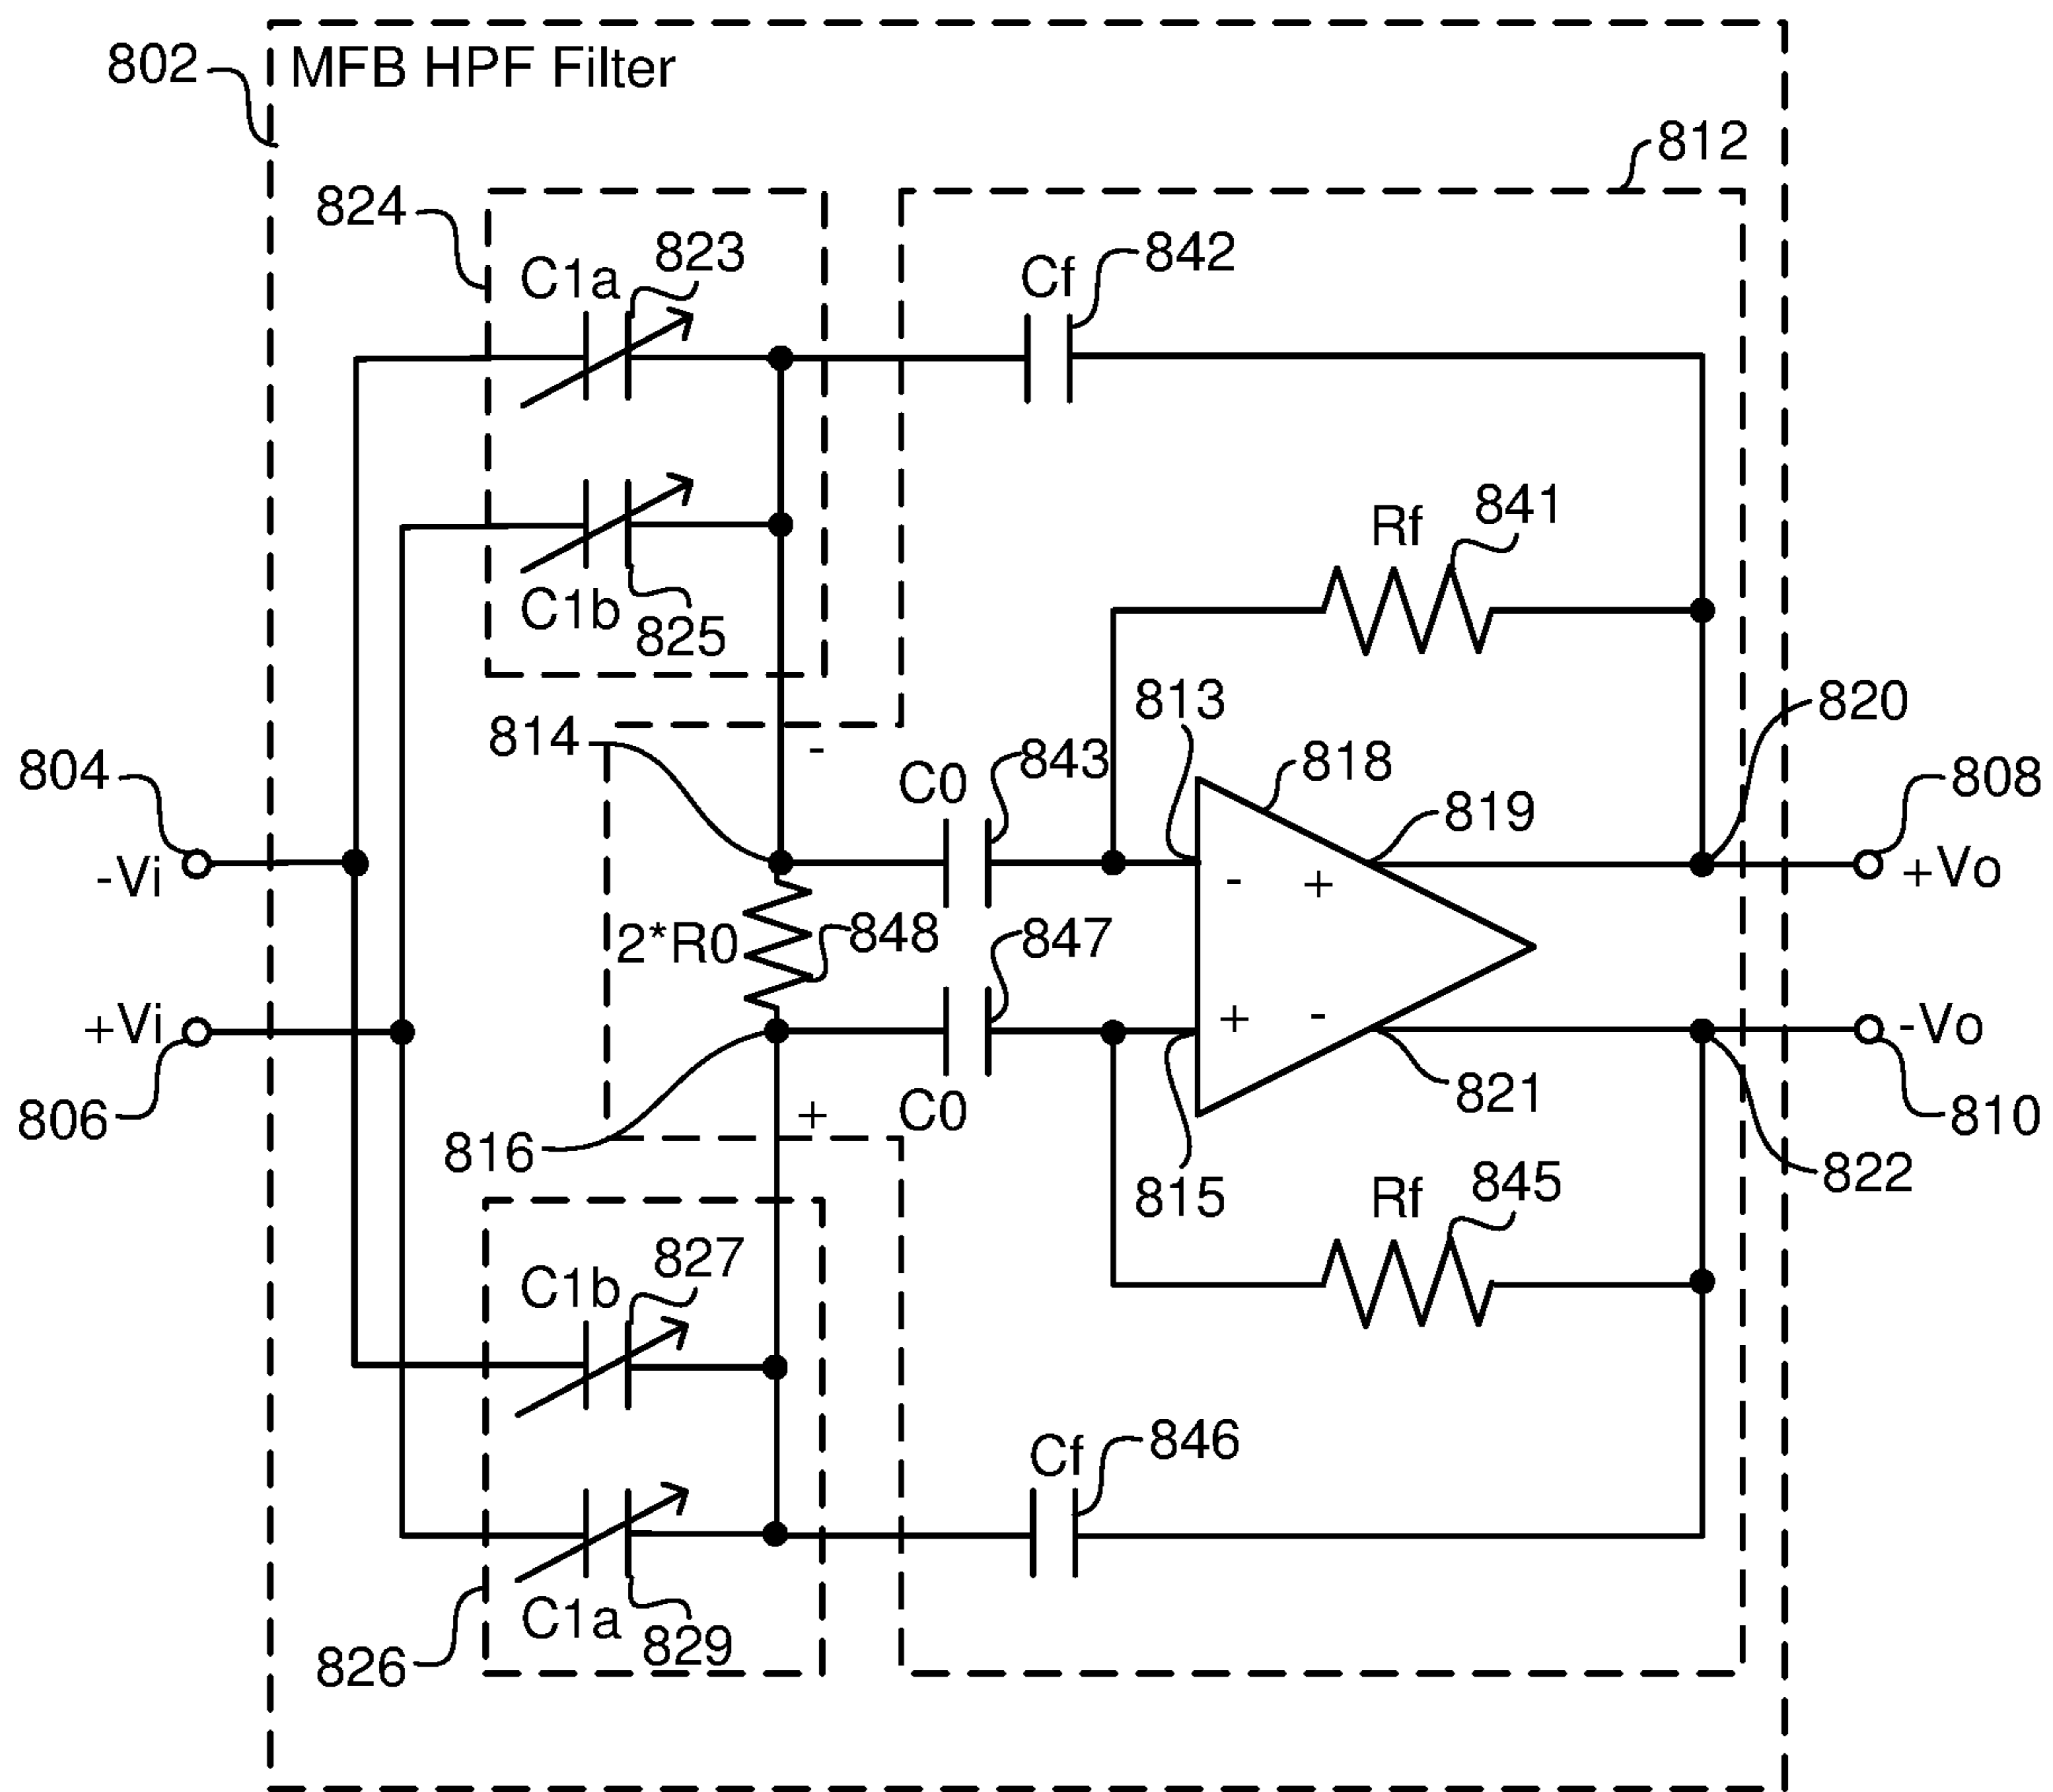 802
MFB HPF Filter
812
824
C1a
823
Cf
842
C1b
825
Rf
841
814
-
813
820
804
-Vi
C0
843
818
819
808
+Vo
- +
2*R0
848
847
+Vi
806
+ -
-Vo
816
+
C0
815
821
810
822
C1b
827
Rf
845
Cf
846
826
C1a
829